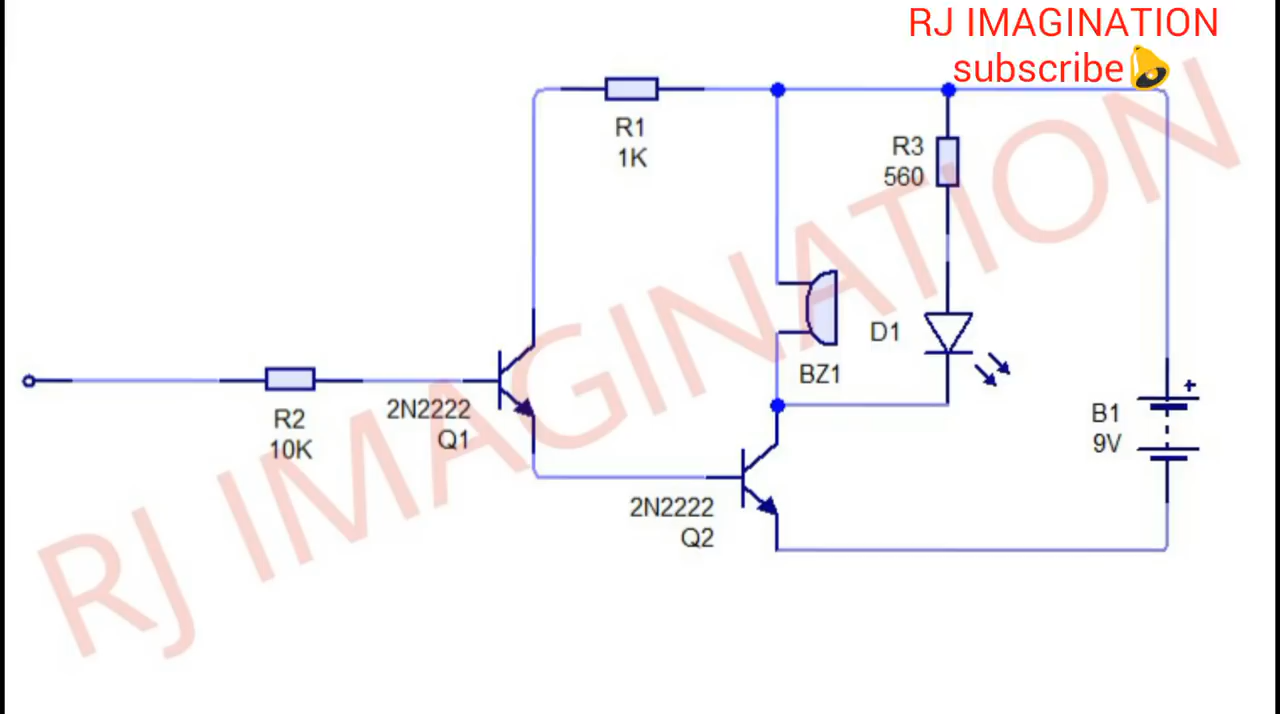 RJ IMAGINATION
subscribe
R1
1K
R3
560
D1
BZ1
+
B1
9V
R2
10K
2N2222
Q1
2N2222
Q2
RJ IMAGINATION